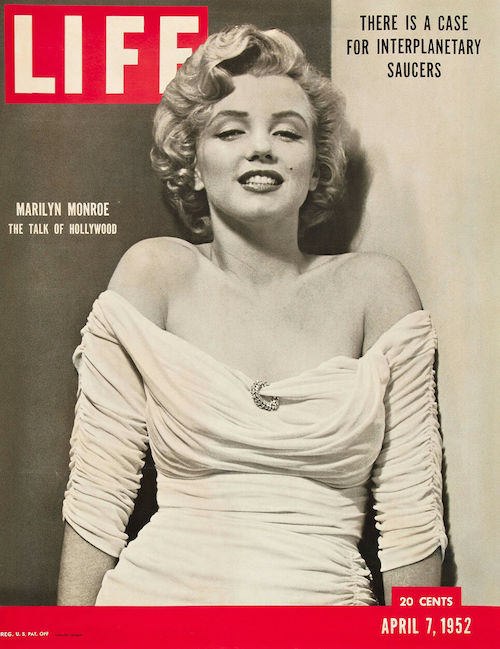 LIFE
THERE IS A CASE
FOR INTERPLANETARY
SAUCERS
MARILYN MONROE
THE TALK OF HOLLYWOOD
20 CENTS
APRIL 7, 1952
REG. U. S. PAT. OFF